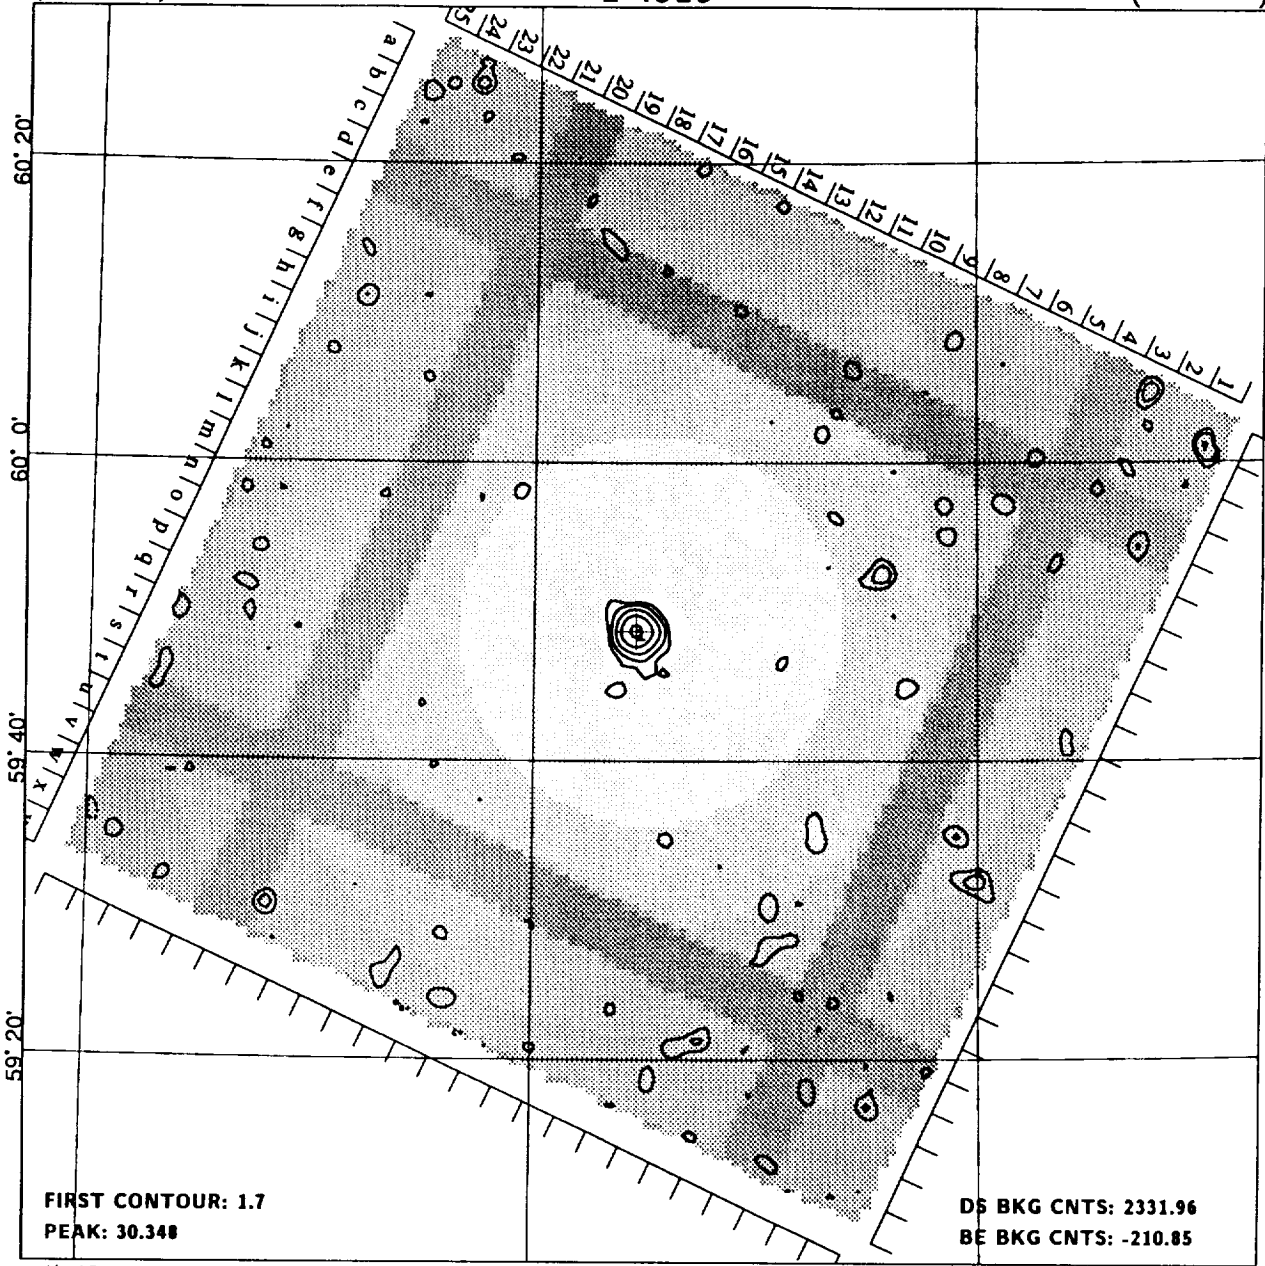 25 24 23 22 21 20 19 18 17 16 15 14 13 12 11 10 9 8 7 6 5 4 3 2 1
a b c d e f g h i j k l m n o p q r s t u v w x
60° 20'
60° 0'
59° 40'
59° 20'
FIRST CONTOUR: 1.7
PEAK: 30.348
DS BKG CNTS: 2331.96
BE BKG CNTS: -210.85